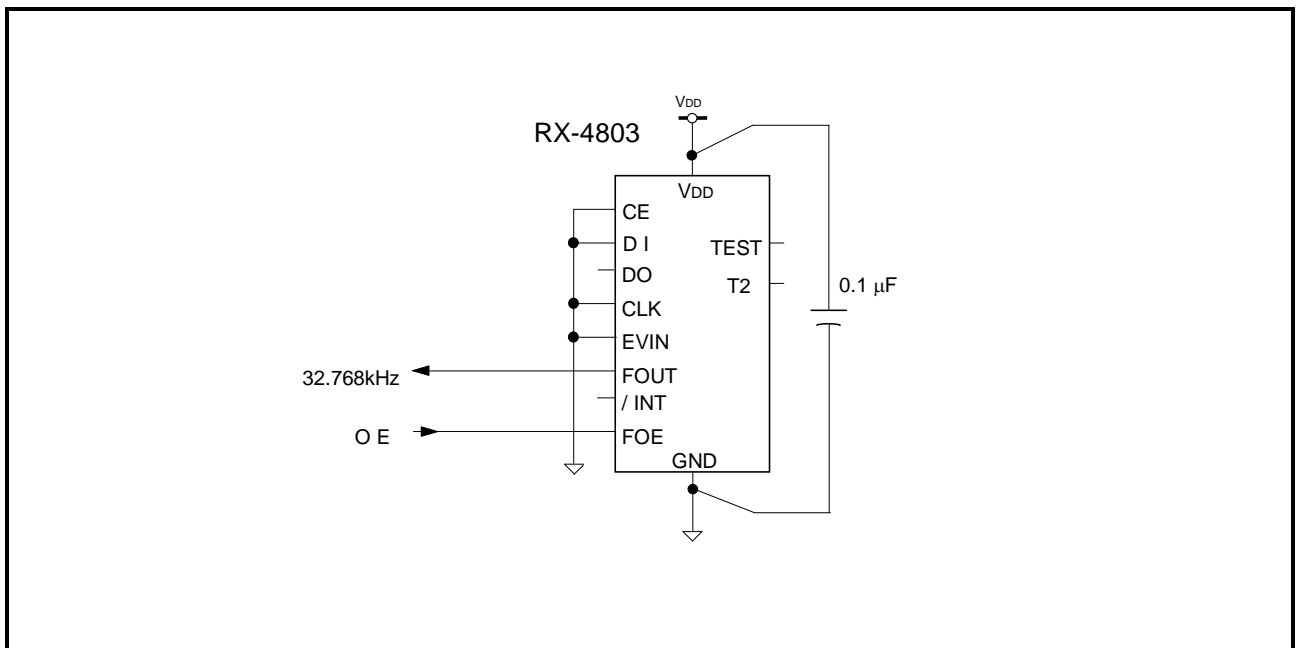 VDD
RX-4803
VDD
CE
D I
TEST
DO
T2
0.1 μF
CLK
EVIN
FOUT
32.768kHz
/ INT
O E
FOE
GND